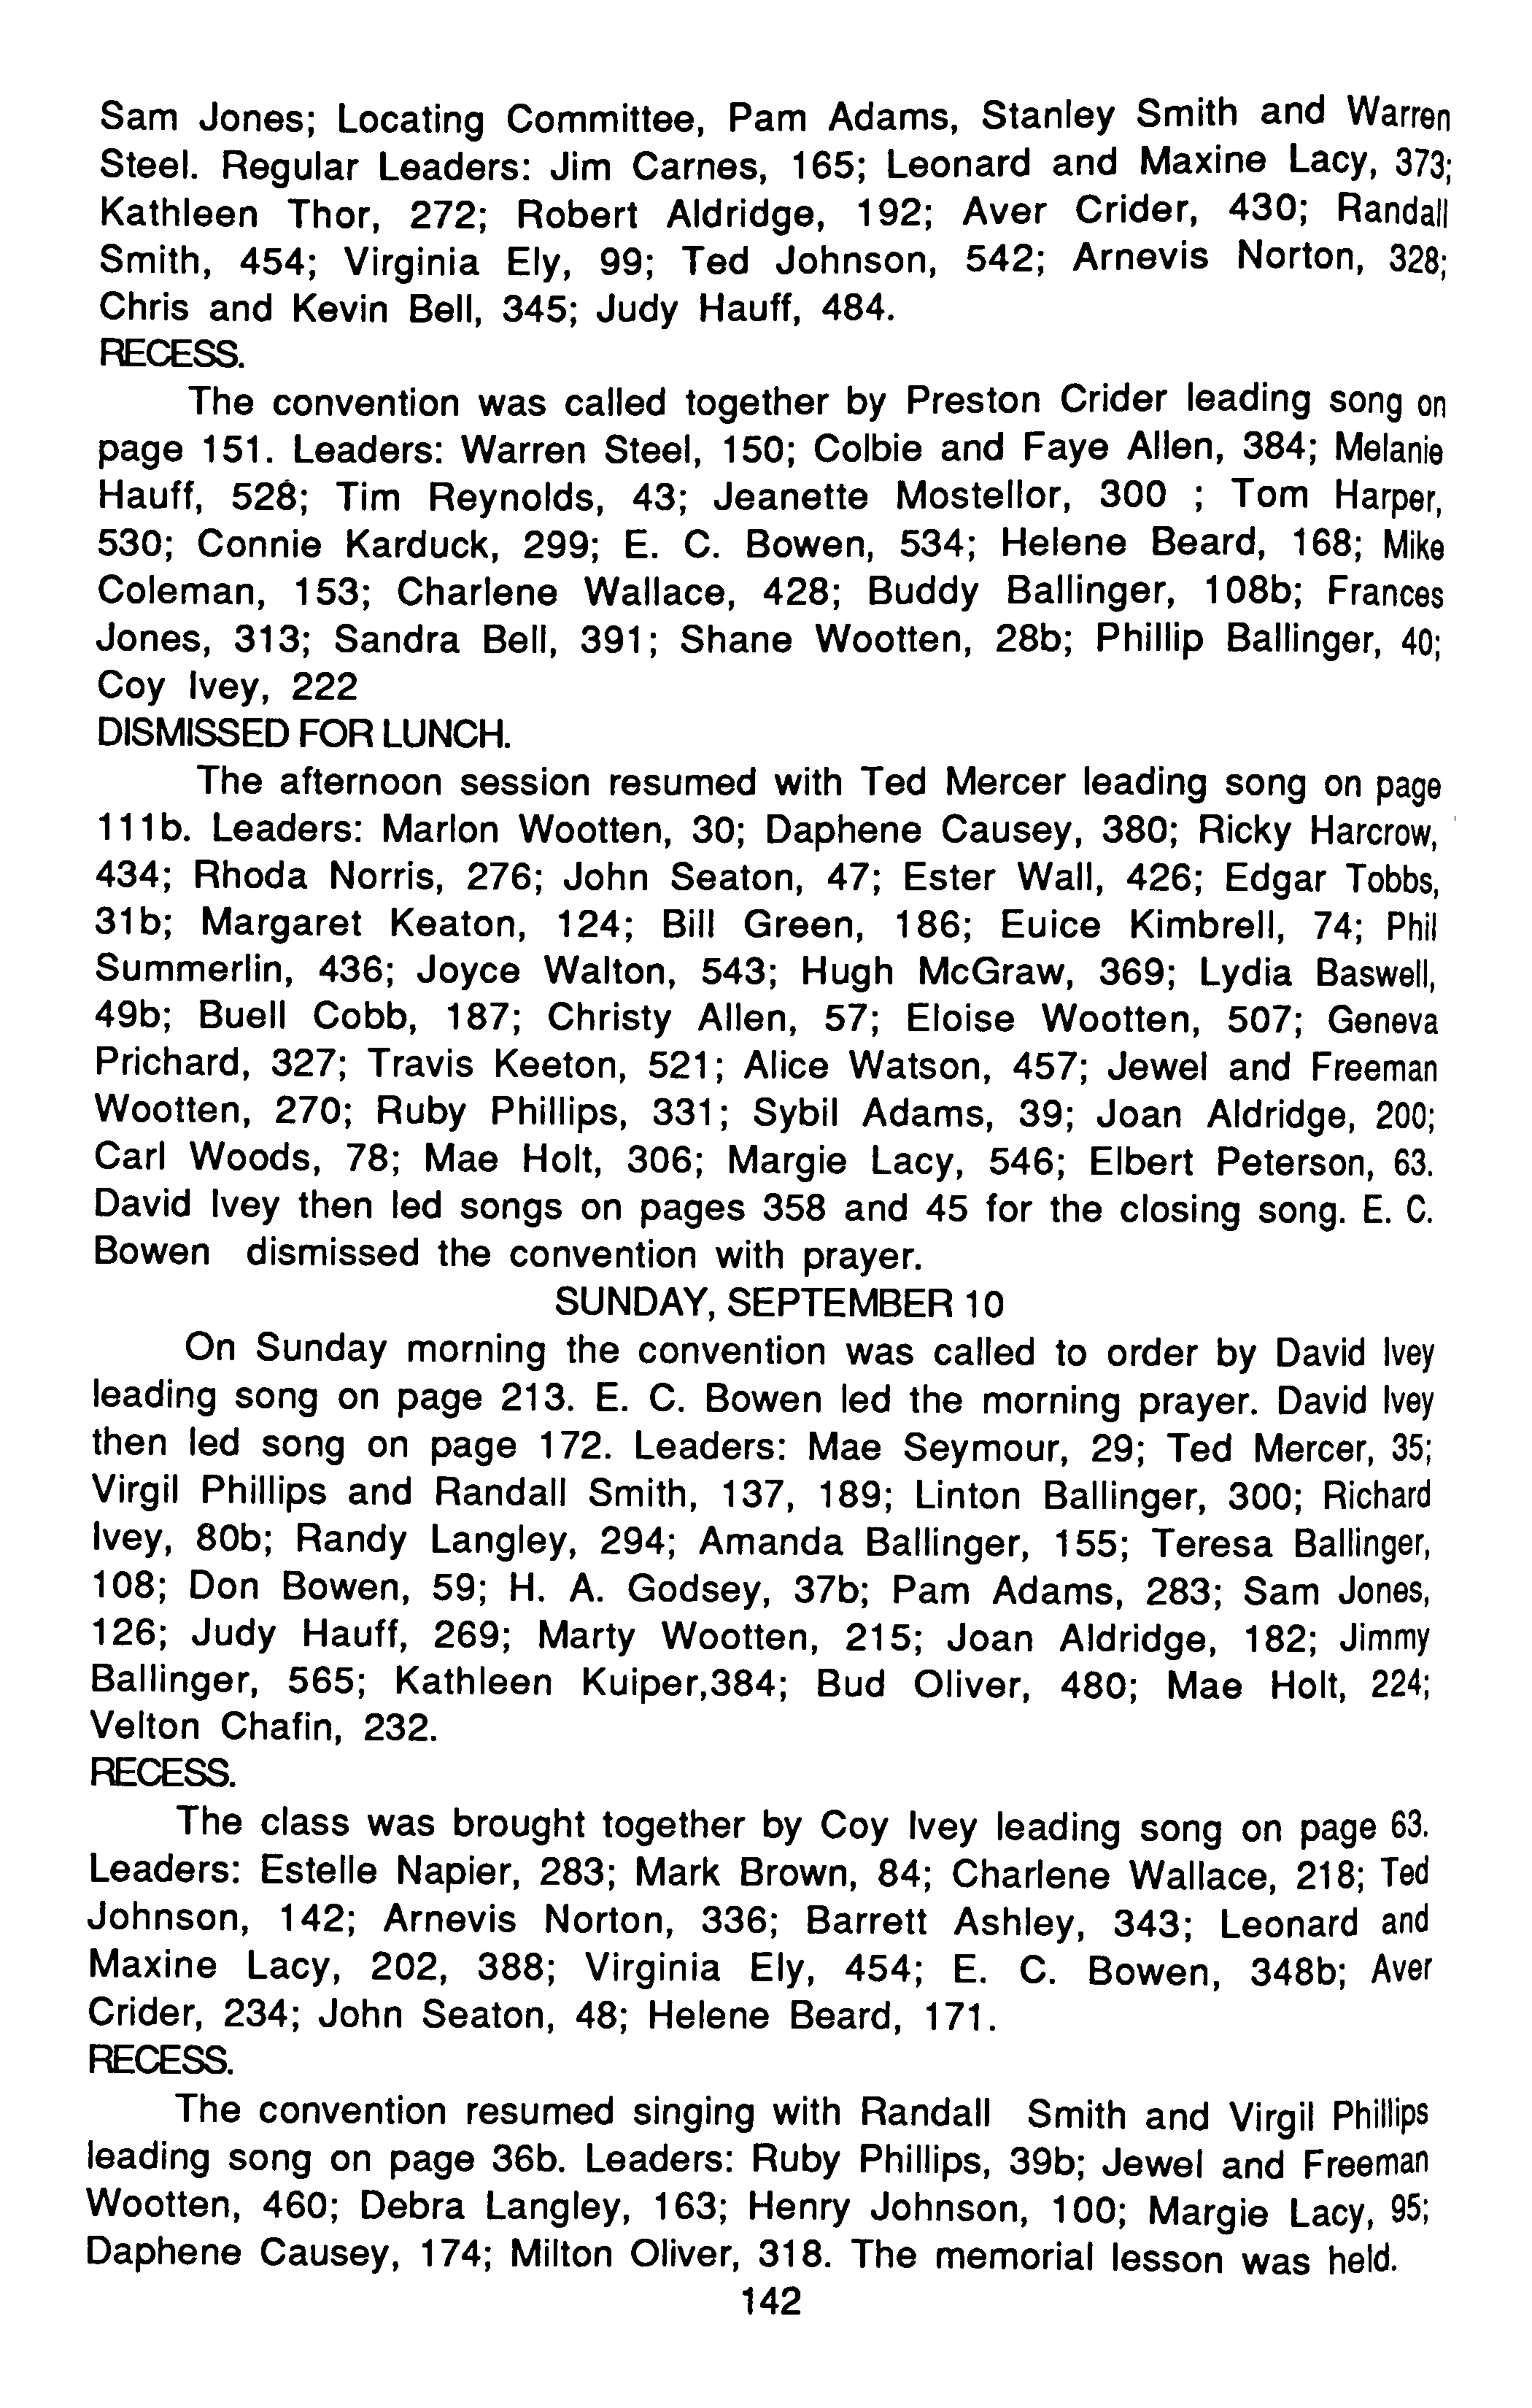 Sam Jones; Locating Committee, Pam Adams, Stanley Smith and Warren
Steel. Regular Leaders: Jim Carnes, 165; Leonard and Maxine Lacy, 373;
Kathleen Thor, 272; Robert Aldridge, 192; Aver Crider, 430; Randall
Smith, 454; Virginia Ely, 99; Ted Johnson, 542; Arnevis Norton, 328;
Chris and Kevin Bell, 345; Judy Hauff, 484.
RECESS.
The convention was called together by Preston Crider leading song on
page 151. Leaders: Warren Steel, 150; Colbie and Faye Allen, 384; Melanie
Hauff, 528; Tim Reynolds, 43; Jeanette Mostellor, 300 ; Tom Harper,
530; Connie Karduck, 299; E. C. Bowen, 534; Helene Beard, 168; Mike
Coleman, 153; Charlene Wallace, 428; Buddy Ballinger, 108b; Frances
Jones, 313; Sandra Bell, 391; Shane Wootten, 28b; Phillip Ballinger, 40;
Coy Ivey, 222
DISMISSED FOR LUNCH.
The afternoon session resumed with Ted Mercer leading song on page
111b. Leaders: Marlon Wootten, 30; Daphene Causey, 380; Ricky Harcrow,
434; Rhoda Norris, 276; John Seaton, 47; Ester Wall, 426; Edgar Tobbs,
31b; Margaret Keaton, 124; Bill Green, 186; Euice Kimbrell, 74; Phil
Summerlin, 436; Joyce Walton, 543; Hugh McGraw, 369; Lydia Baswell,
49b; Buell Cobb, 187; Christy Allen, 57; Eloise Wootten, 507; Geneva
Prichard, 327; Travis Keeton, 521; Alice Watson, 457; Jewel and Freeman
Wootten, 270; Ruby Phillips, 331; Sybil Adams, 39; Joan Aldridge, 200;
Carl Woods, 78; Mae Holt, 306; Margie Lacy, 546; Elbert Peterson, 63.
David Ivey then led songs on pages 358 and 45 for the closing song. E. C.
Bowen dismissed the convention with prayer.
SUNDAY, SEPTEMBER 10
On Sunday morning the convention was called to order by David Ivey
leading song on page 213. E. C. Bowen led the morning prayer. David Ivey
then led song on page 172. Leaders: Mae Seymour, 29; Ted Mercer, 35;
Virgil Phillips and Randall Smith, 137, 189; Linton Ballinger, 300; Richard
Ivey, 80b; Randy Langley, 294; Amanda Ballinger, 155; Teresa Ballinger,
108; Don Bowen, 59; H. A. Godsey, 37b; Pam Adams, 283; Sam Jones,
126; Judy Hauff, 269; Marty Wootten, 215; Joan Aldridge, 182; Jimmy
Ballinger, 565; Kathleen Kuiper,384; Bud Oliver, 480; Mae Holt, 224;
Velton Chafin, 232.
RECESS.
The class was brought together by Coy Ivey leading song on page 63.
Leaders: Estelle Napier, 283; Mark Brown, 84; Charlene Wallace, 218; Ted
Johnson, 142; Arnevis Norton, 336; Barrett Ashley, 343; Leonard and
Maxine Lacy, 202, 388; Virginia Ely, 454; E. C. Bowen, 348b; Aver
Crider, 234; John Seaton, 48; Helene Beard, 171.
RECESS.
The convention resumed singing with Randall Smith and Virgil Phillips
leading song on page 36b. Leaders: Ruby Phillips, 39b; Jewel and Freeman
Wootten, 460; Debra Langley, 163; Henry Johnson, 100; Margie Lacy, 95;
Daphene Causey, 174; Milton Oliver, 318. The memorial lesson was held.
142